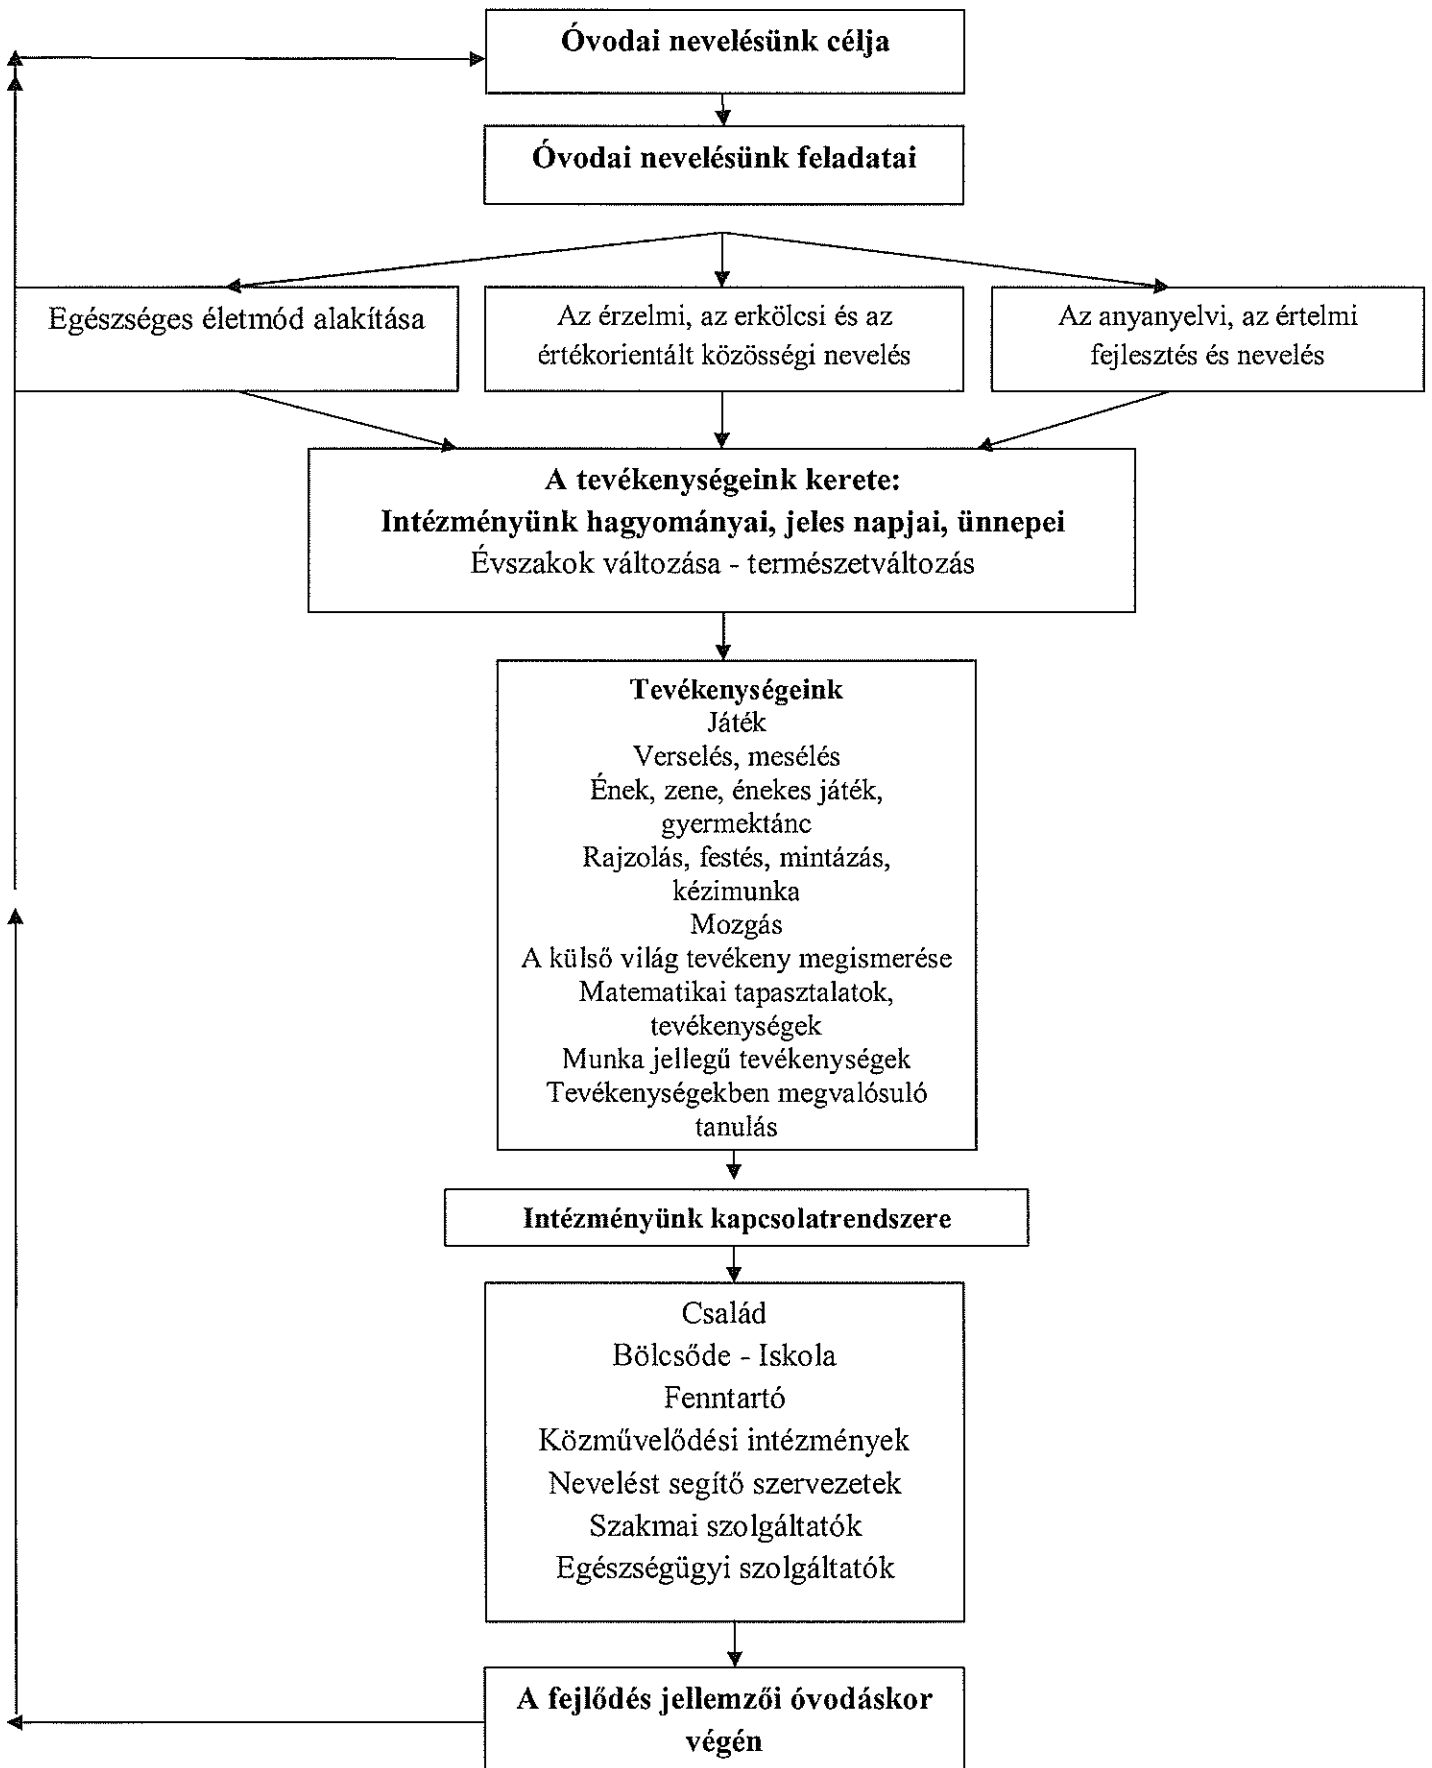 Óvodai nevelésünk célja
Óvodai nevelésünk feladatai
Egészséges életmód alakítása
Az érzelmi, az erkölcsi és az
értékorientált közösségi nevelés
Az anyanyelvi, az értelmi
fejlesztés és nevelés
A tevékenységeink kerete:
Intézményünk hagyományai, jeles napjai, ünnepei
Évszakok változása - természetváltozás
Tevékenységeink
Játék
Verselés, mesélés
Ének, zene, énekes játék,
gyermektánc
Rajzolás, festés, mintázás,
kézimunka
Mozgás
A külső világ tevékeny megismerése
Matematikai tapasztalatok,
tevékenységek
Munka jellegű tevékenységek
Tevékenységekben megvalósuló
tanulás
Intézményünk kapcsolatrendszere
Család
Bölcsőde - Iskola
Fenntartó
Közművelődési intézmények
Nevelést segítő szervezetek
Szakmai szolgáltatók
Egészségügyi szolgáltatók
A fejlődés jellemzői óvodáskor
végén